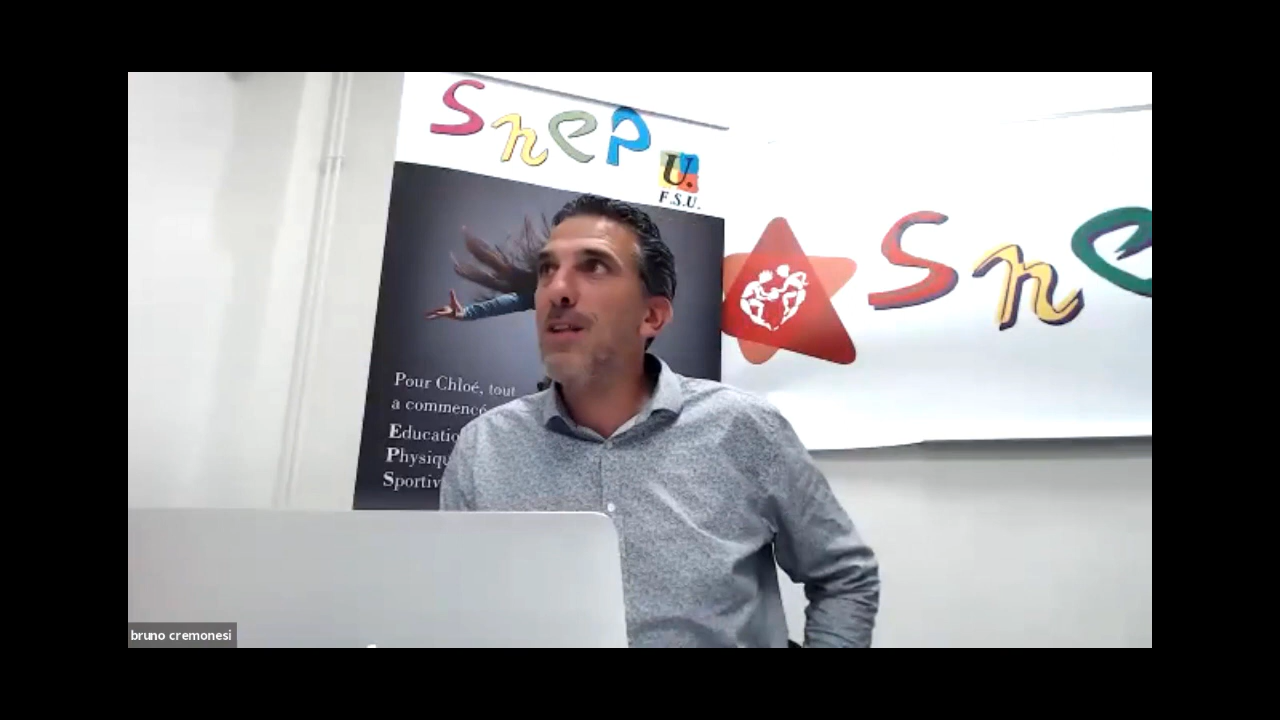 Snep
U.
F.S.U.
Sne
Pour Chloé, tout
a commencé
Educatio
Physiqu
Sportiv
bruno cremonesi